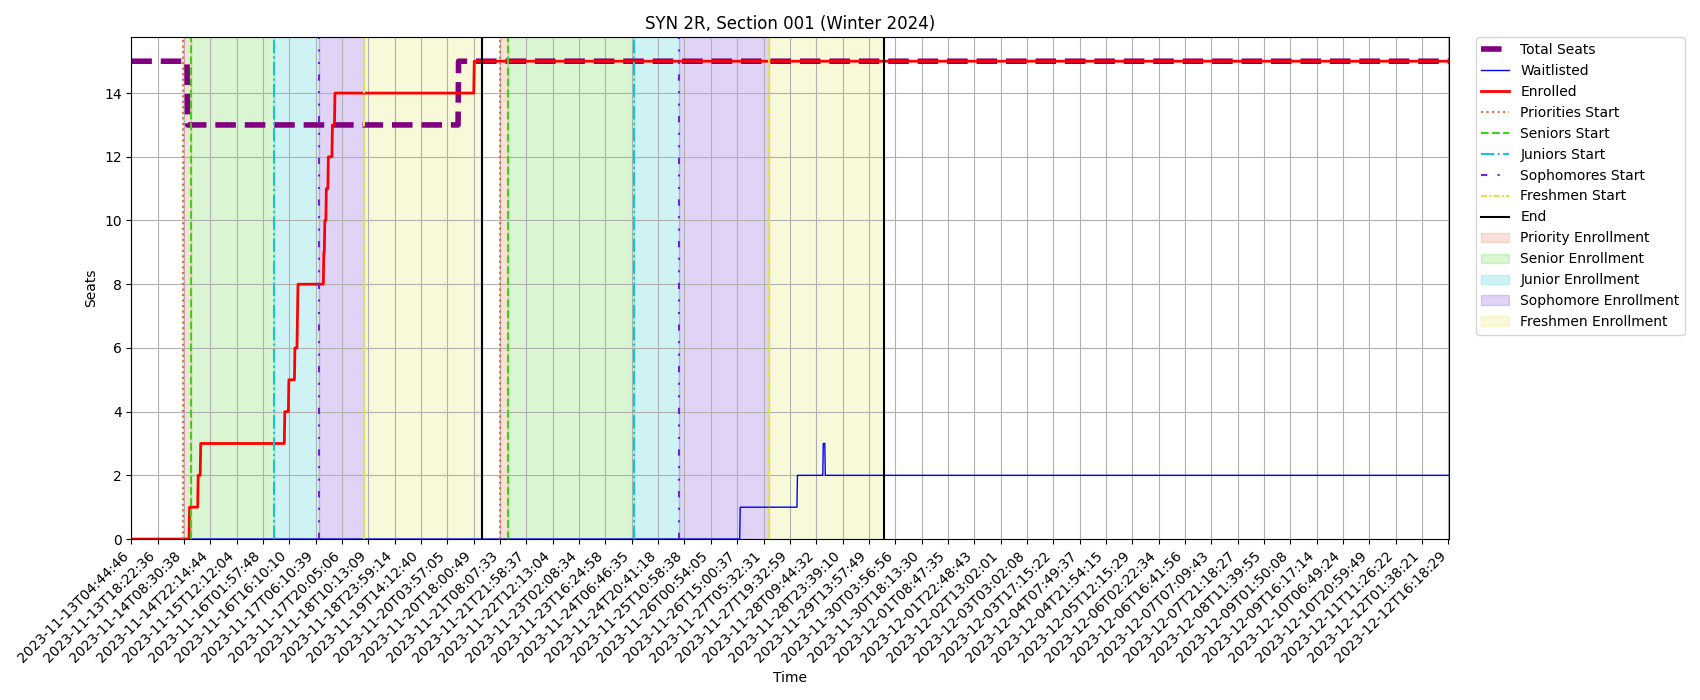 SYN 2R, Section 001 (Winter 2024)
Seats
14
12
10
8
6
4
2
0
2023-11-13T04:44:46
2023-11-13T18:22:36
2023-11-14T08:30:38
2023-11-14T22:14:44
2023-11-15T12:12:04
2023-11-16T01:57:48
2023-11-16T16:10:10
2023-11-17T06:10:39
2023-11-17T20:05:06
2023-11-18T10:13:09
2023-11-18T23:59:14
2023-11-19T14:12:40
2023-11-20T03:57:05
2023-11-20T18:00:49
2023-11-21T08:07:33
2023-11-21T21:58:37
2023-11-22T12:13:04
2023-11-23T02:08:34
2023-11-23T16:24:58
2023-11-24T06:46:35
2023-11-24T20:41:18
2023-11-25T10:58:38
2023-11-26T00:54:05
2023-11-26T15:00:37
2023-11-27T05:32:31
2023-11-27T19:32:59
2023-11-28T09:44:32
2023-11-28T23:39:10
2023-11-29T13:57:49
2023-11-30T03:56:56
2023-11-30T18:13:30
2023-12-01T08:47:35
2023-12-01T22:48:43
2023-12-02T13:02:01
2023-12-03T03:02:08
2023-12-03T17:15:22
2023-12-04T07:49:37
2023-12-04T21:54:15
2023-12-05T12:15:29
2023-12-06T02:22:34
2023-12-06T16:41:56
2023-12-07T07:09:43
2023-12-07T21:18:27
2023-12-08T11:39:55
2023-12-09T01:50:08
2023-12-09T16:17:14
2023-12-10T06:49:24
2023-12-10T20:59:49
2023-12-11T11:26:22
2023-12-12T01:38:21
2023-12-12T16:18:29
Time
Total Seats
Waitlisted
Enrolled
Priorities Start
Seniors Start
Juniors Start
Sophomores Start
Freshmen Start
End
Priority Enrollment
Senior Enrollment
Junior Enrollment
Sophomore Enrollment
Freshmen Enrollment